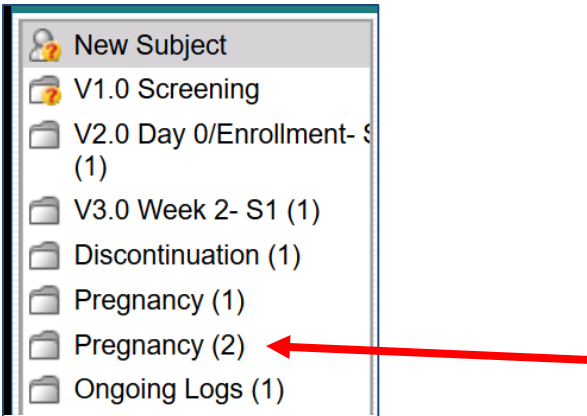 New Subject
V1.0 Screening
V2.0 Day 0/Enrollment-
(1)
V3.0 Week 2- S1 (1)
Discontinuation (1)
Pregnancy (1)
Pregnancy (2)
Ongoing Logs (1)